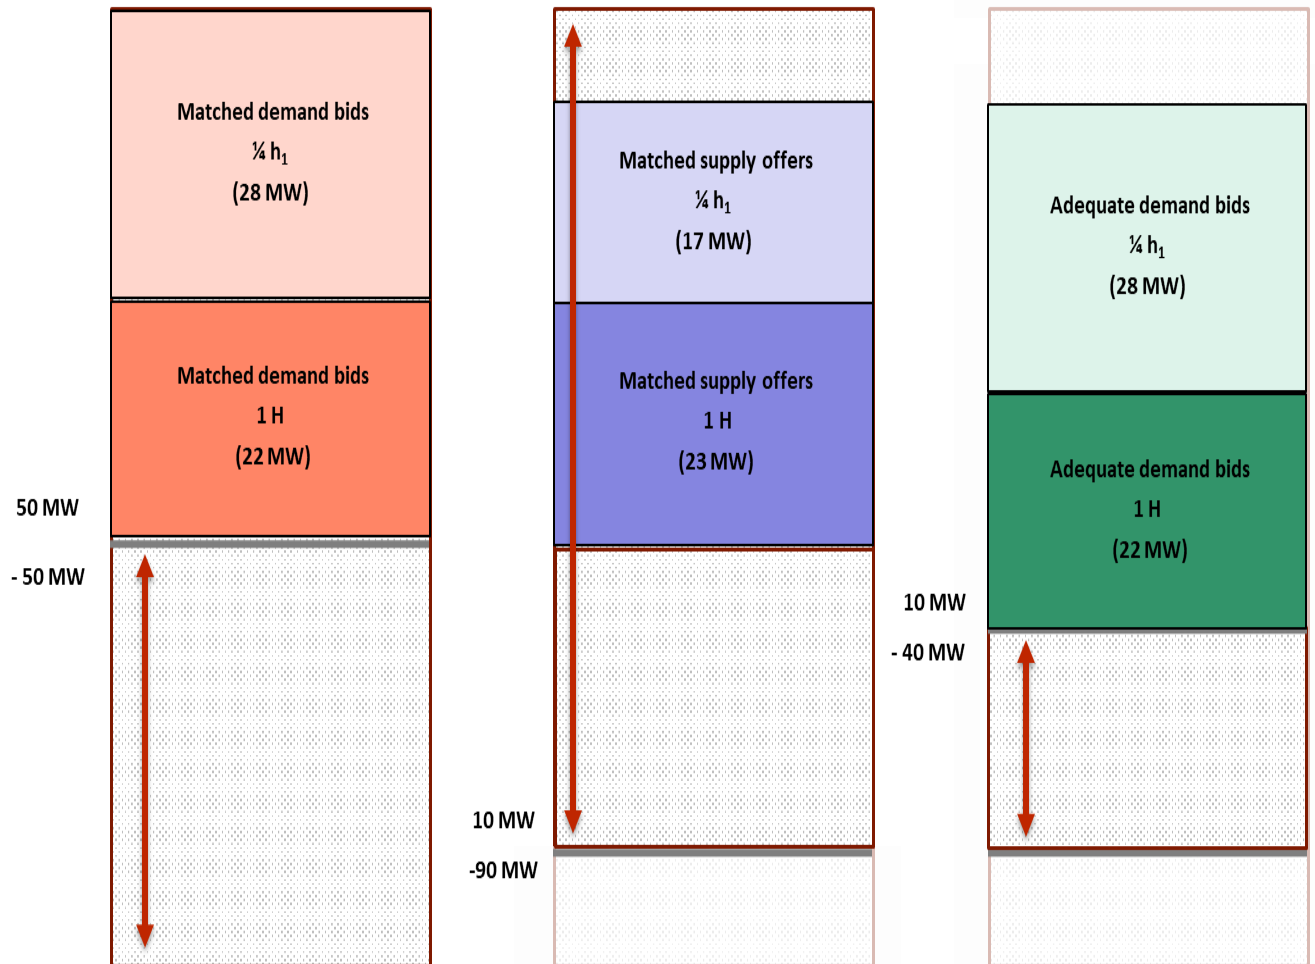 Matched demand bids
¼ h₁
(28 MW)
Matched demand bids
1 H
(22 MW)
50 MW
- 50 MW
Matched supply offers
¼ h₁
(17 MW)
Matched supply offers
1 H
(23 MW)
10 MW
-90 MW
Adequate demand bids
¼ h₁
(28 MW)
Adequate demand bids
1 H
(22 MW)
10 MW
- 40 MW